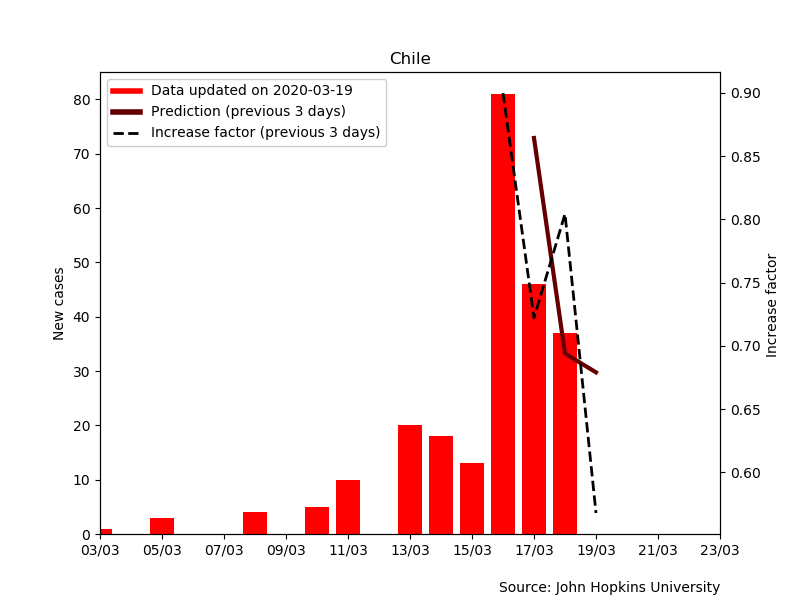 Chile
Data updated on 2020-03-19
Prediction (previous 3 days)
Increase factor (previous 3 days)
New cases
80
70
60
50
40
30
20
10
0
0.90
0.85
0.80
0.75
0.70
0.65
0.60
Increase factor
03/03 05/03 07/03 09/03 11/03 13/03 15/03 17/03 19/03 21/03 23/03
Source: John Hopkins University